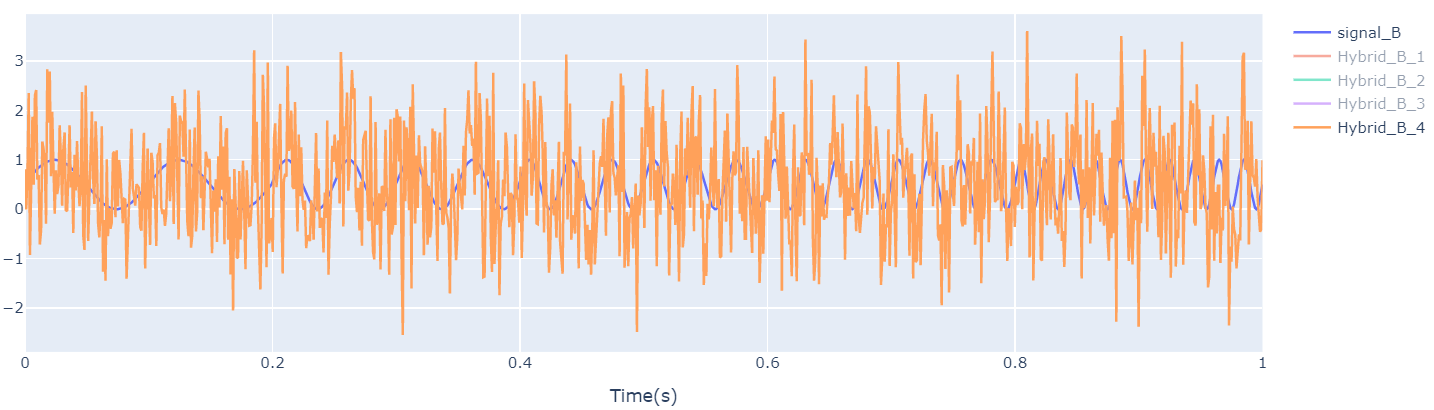 3
2
1
0
−1
−2
0
0.2
0.4
0.6
0.8
1
Time(s)
signal_B
Hybrid_B_1
Hybrid_B_2
Hybrid_B_3
Hybrid_B_4